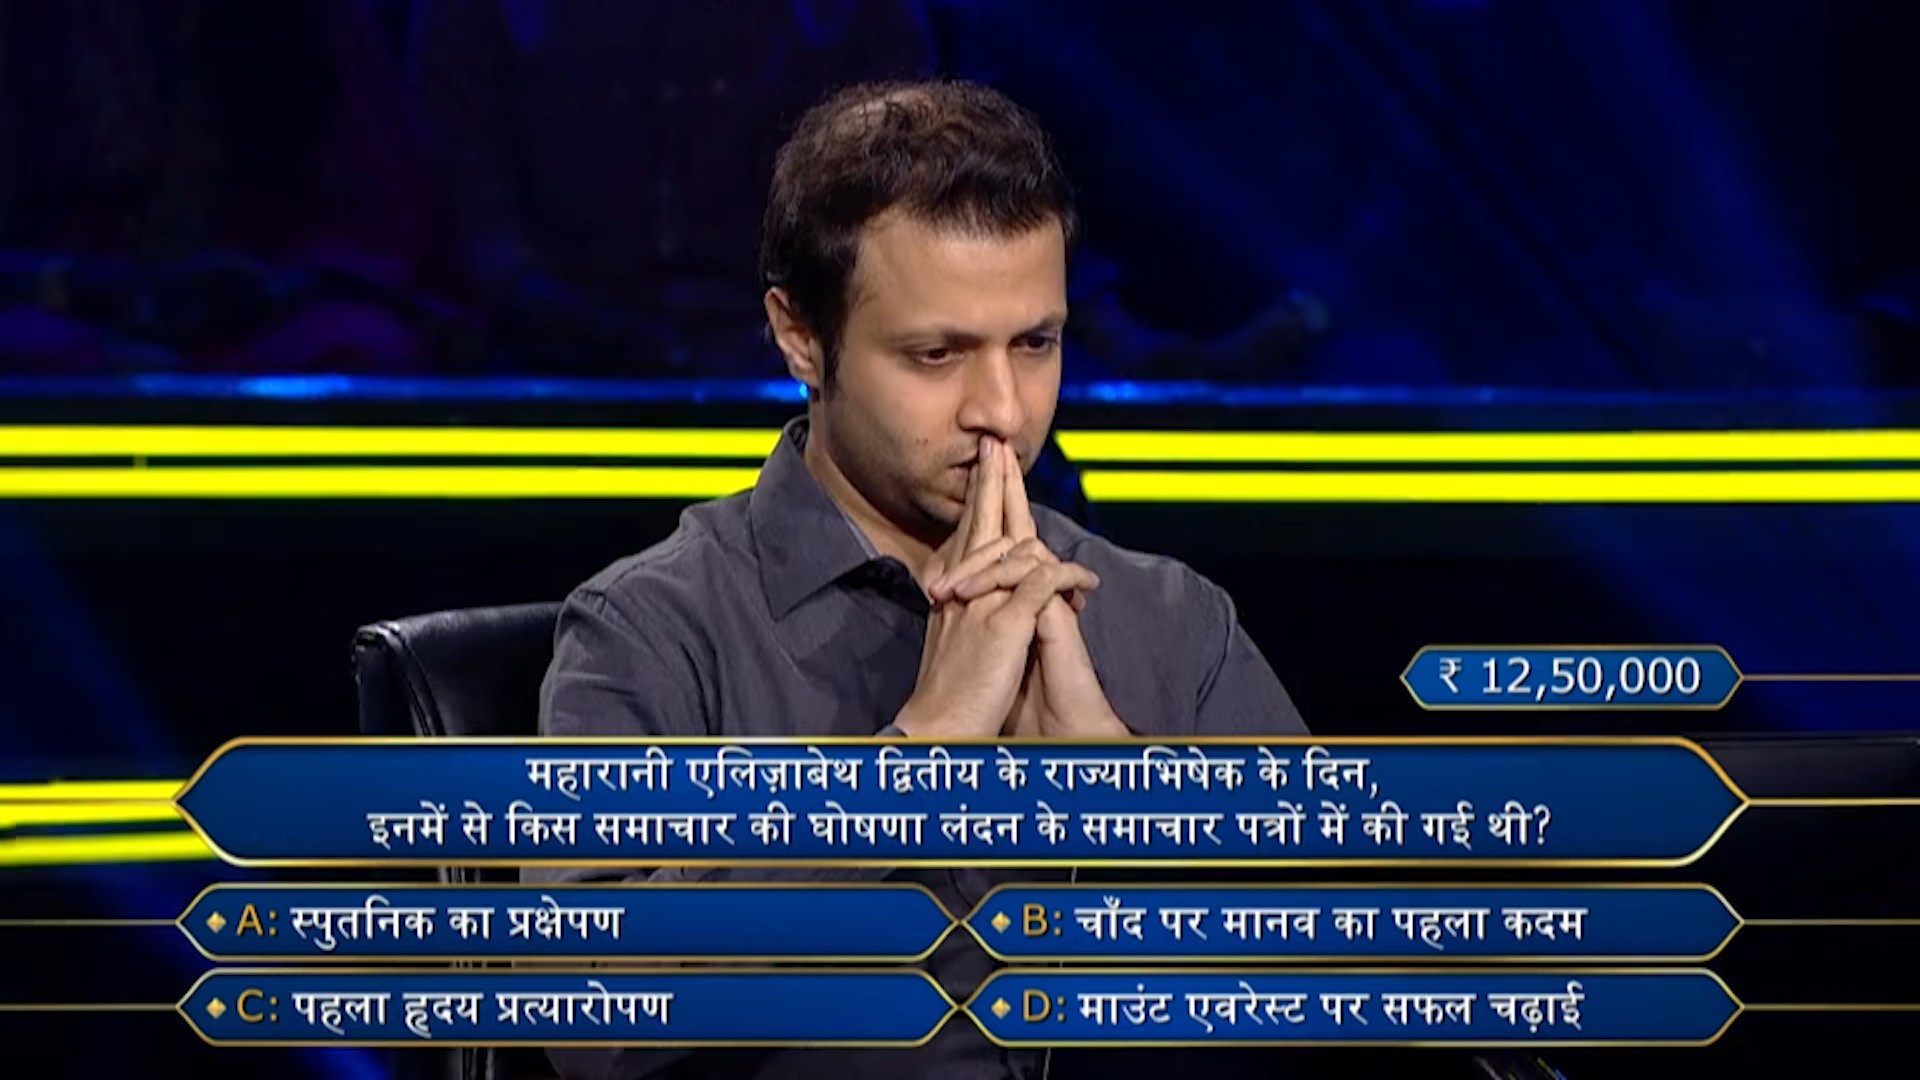 ₹ 12,50,000
महारानी एलिज़ाबेथ द्वितीय के राज्याभिषेक के दिन,
इनमें से किस समाचार की घोषणा लंदन के समाचार पत्रों में की गई थी?
A: स्पुतनिक का प्रक्षेपण
B: चाँद पर मानव का पहला कदम
C: पहला हृदय प्रत्यारोपण
D: माउंट एवरेस्ट पर सफल चढ़ाई